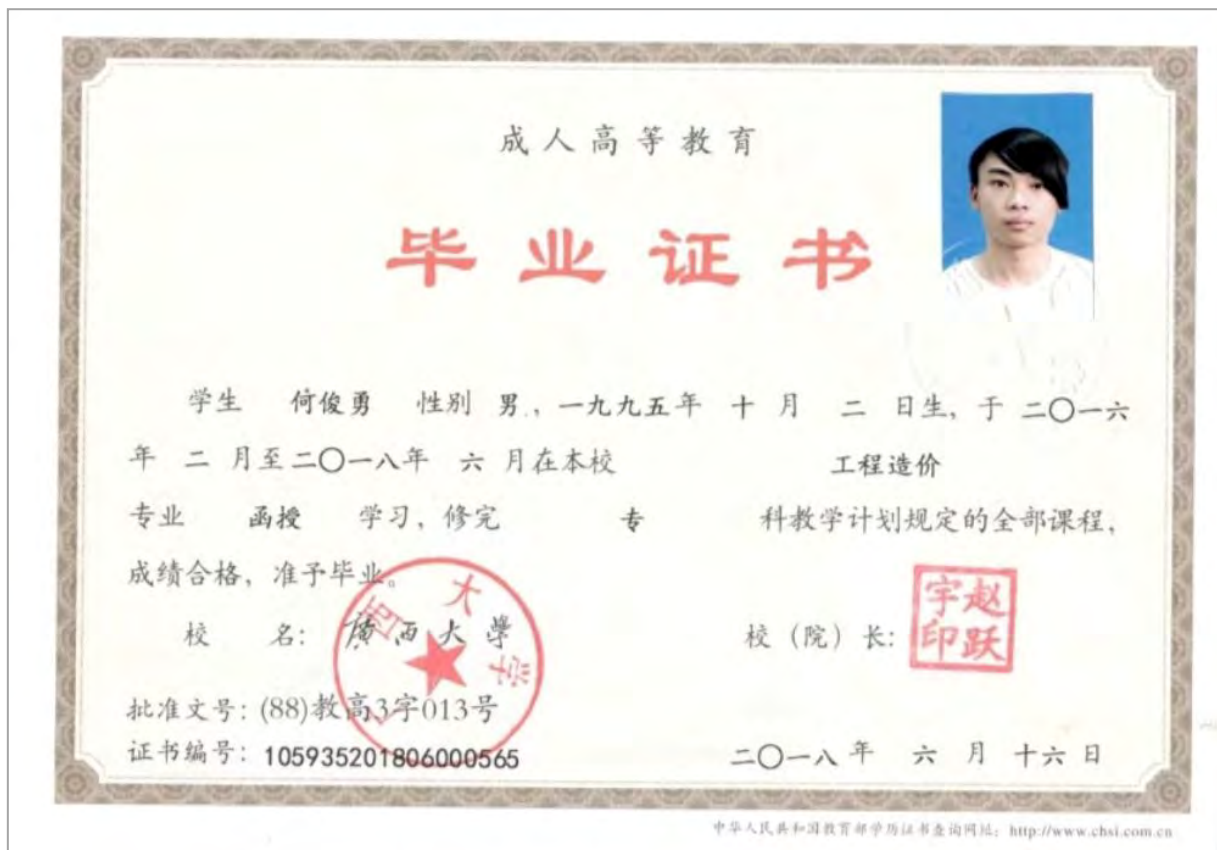 成人高等教育
毕业证书
学生 何俊勇 性别 男, 一九九五年 十 月 二 日生, 于 二〇一六
年 二 月至二〇一八年 六 月在本校 工程造价
专业 函授 学习, 修完 专 科教学计划规定的全部课程,
成绩合格, 准予毕业。
校 名: 廣西大學
校 (院) 长:
赵跃宇印
西大学
批准文号: (88)教高3字013号
证书编号: 105935201806000565
二〇一八年 六 月 十六 日
中华人民共和国教育部学历证书查询网址: http://www.chsi.com.cn